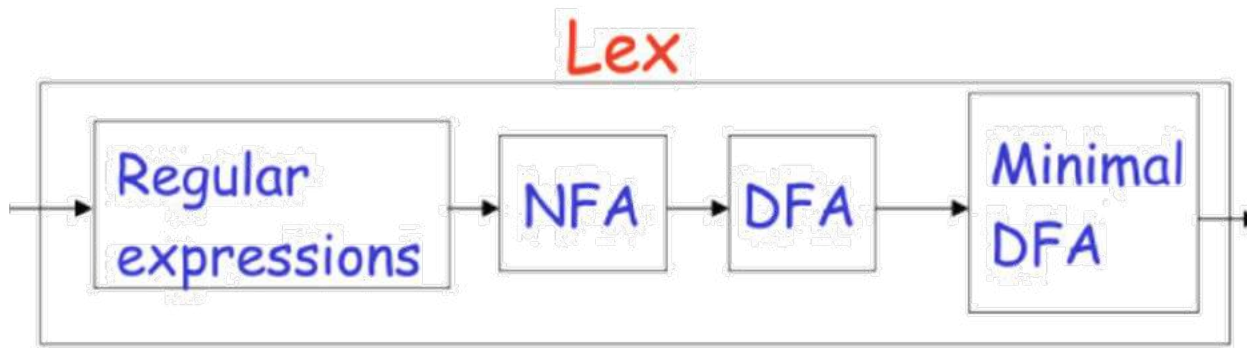 Lex
Regular
expressions
NFA
DFA
Minimal
DFA